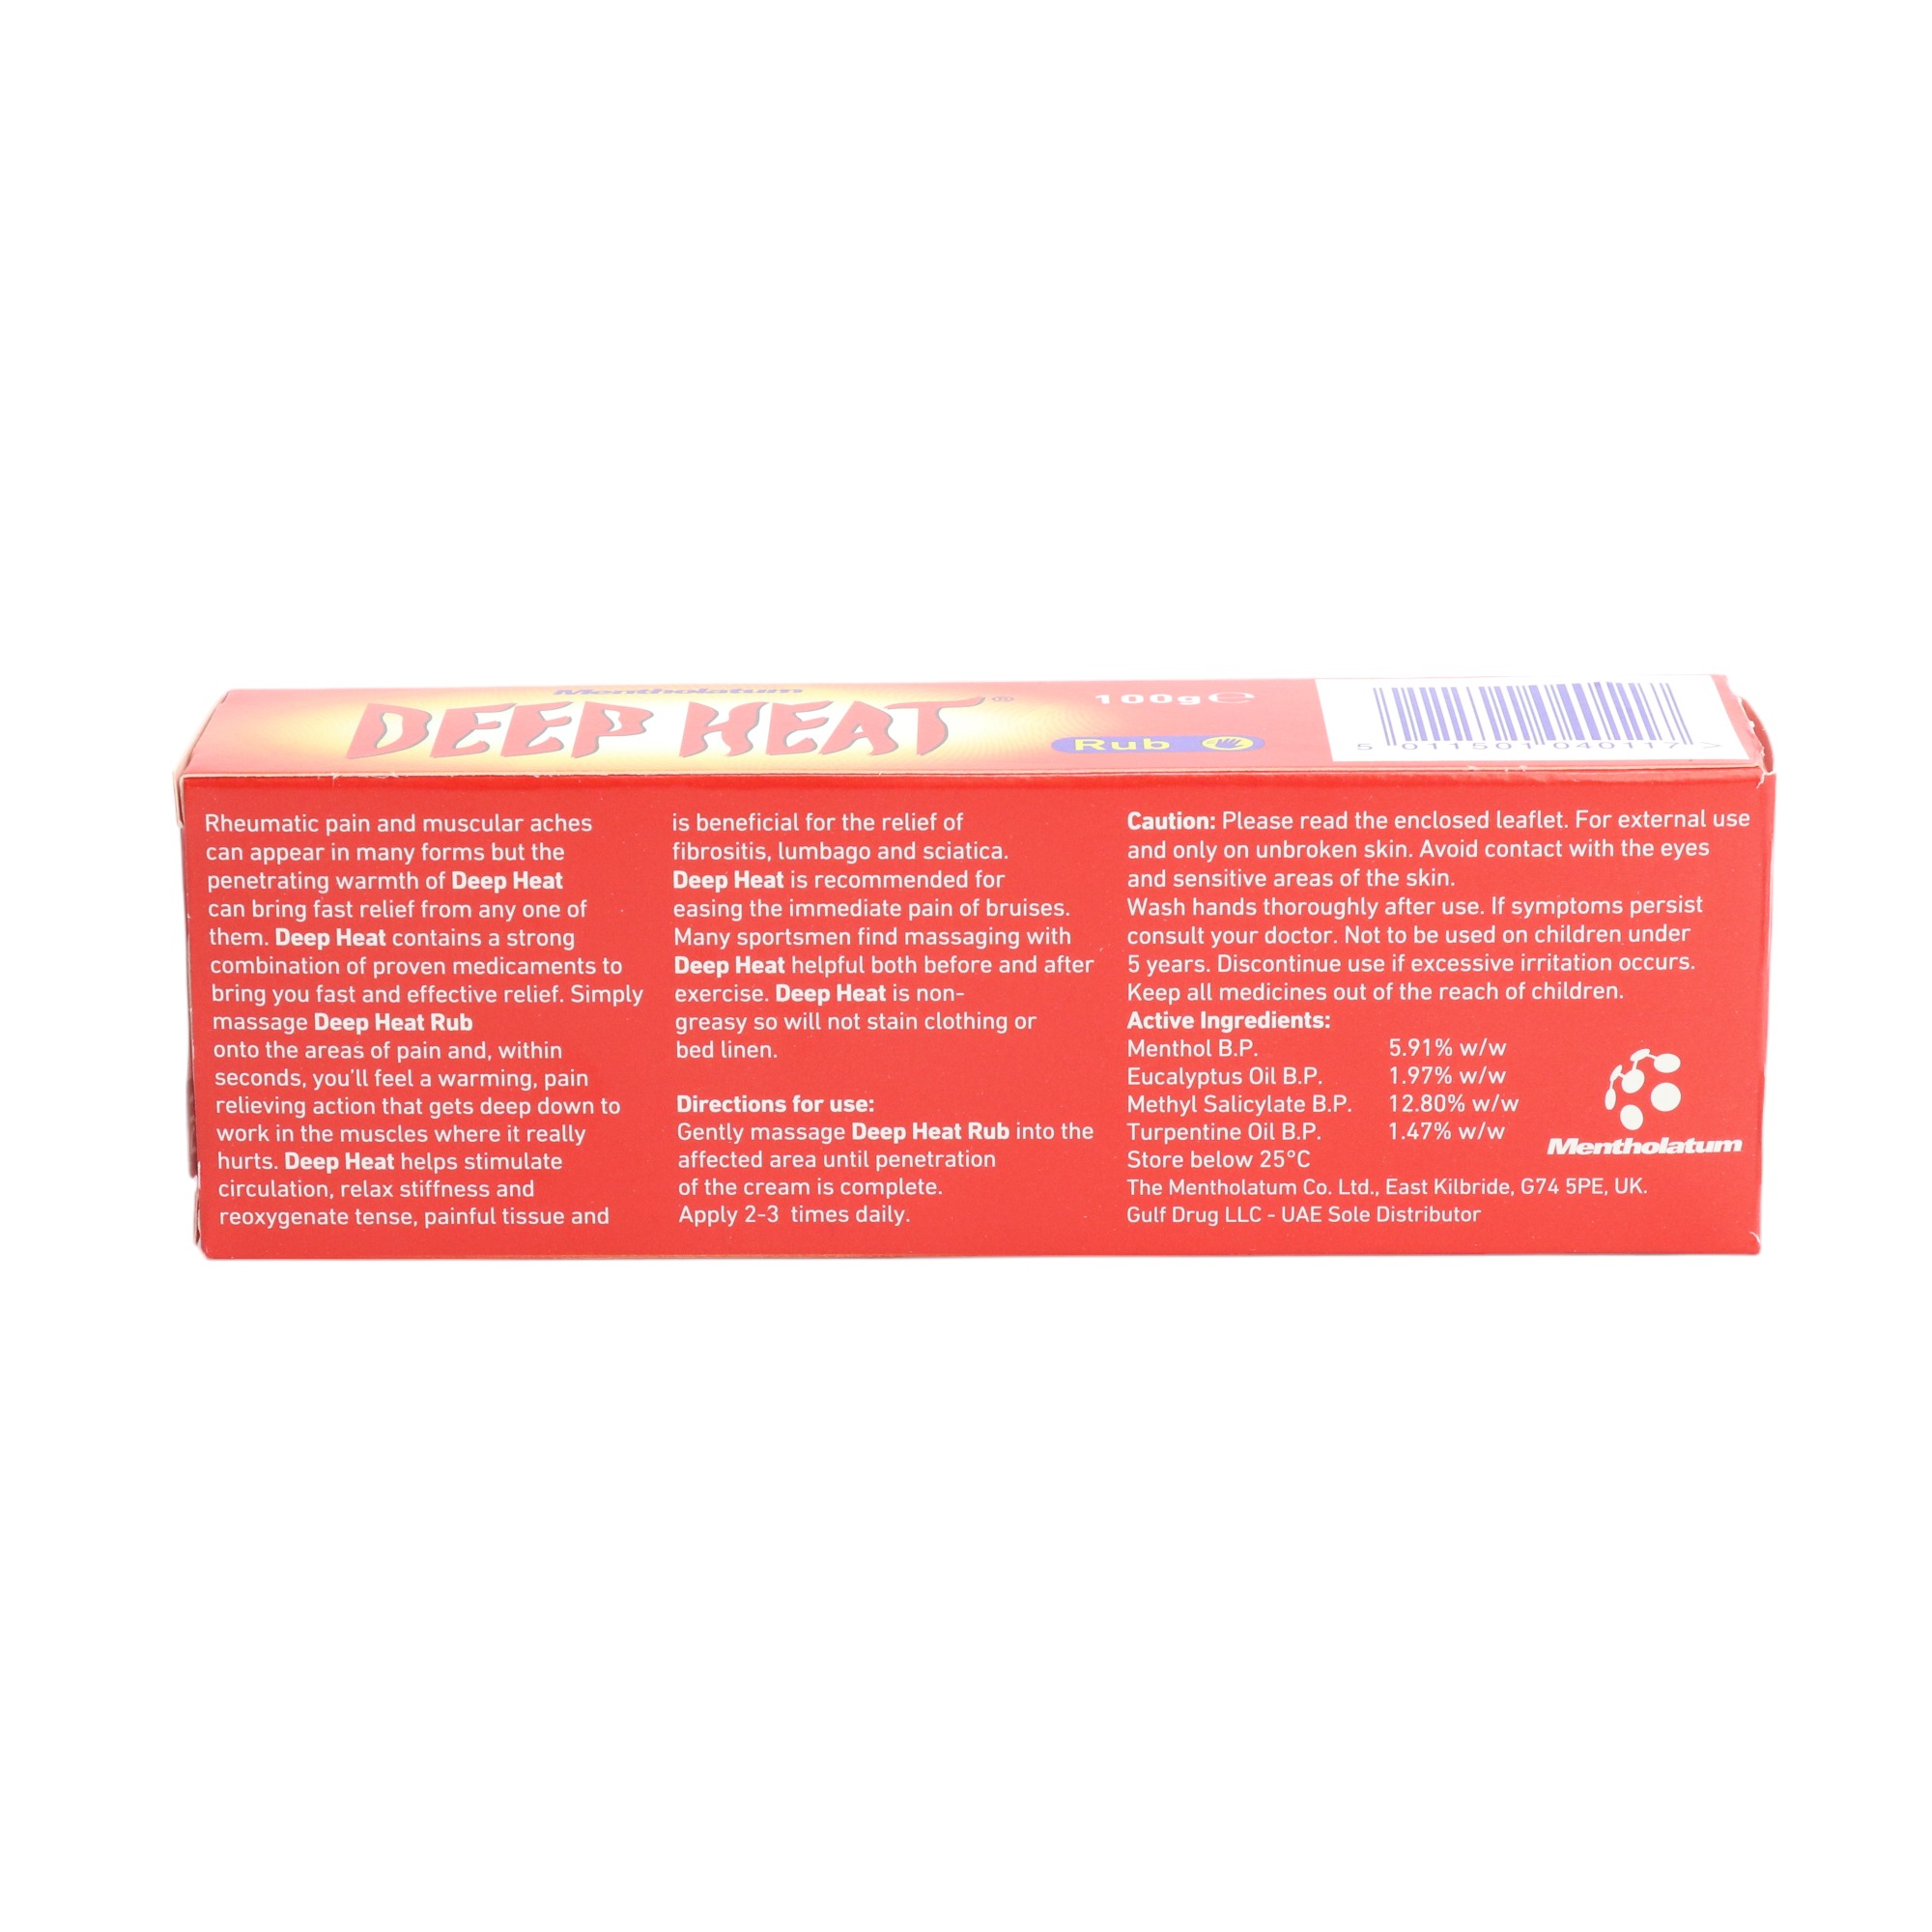 Mentholatum
DEEP HEAT®
100g℮
Rub
5 011501 040117 >
Rheumatic pain and muscular aches
can appear in many forms but the
penetrating warmth of Deep Heat
can bring fast relief from any one of
them. Deep Heat contains a strong
combination of proven medicaments to
bring you fast and effective relief. Simply
massage Deep Heat Rub
onto the areas of pain and, within
seconds, you'll feel a warming, pain
relieving action that gets deep down to
work in the muscles where it really
hurts. Deep Heat helps stimulate
circulation, relax stiffness and
reoxygenate tense, painful tissue and
is beneficial for the relief of
fibrositis, lumbago and sciatica.
Deep Heat is recommended for
easing the immediate pain of bruises.
Many sportsmen find massaging with
Deep Heat helpful both before and after
exercise. Deep Heat is non-
greasy so will not stain clothing or
bed linen.
Directions for use:
Gently massage Deep Heat Rub into the
affected area until penetration
of the cream is complete.
Apply 2-3 times daily.
Caution: Please read the enclosed leaflet. For external use
and only on unbroken skin. Avoid contact with the eyes
and sensitive areas of the skin.
Wash hands thoroughly after use. If symptoms persist
consult your doctor. Not to be used on children under
5 years. Discontinue use if excessive irritation occurs.
Keep all medicines out of the reach of children.
Active Ingredients:
Menthol B.P. 5.91% w/w
Eucalyptus Oil B.P. 1.97% w/w
Methyl Salicylate B.P. 12.80% w/w
Turpentine Oil B.P. 1.47% w/w
Store below 25°C
The Mentholatum Co. Ltd., East Kilbride, G74 5PE, UK.
Gulf Drug LLC - UAE Sole Distributor
Mentholatum